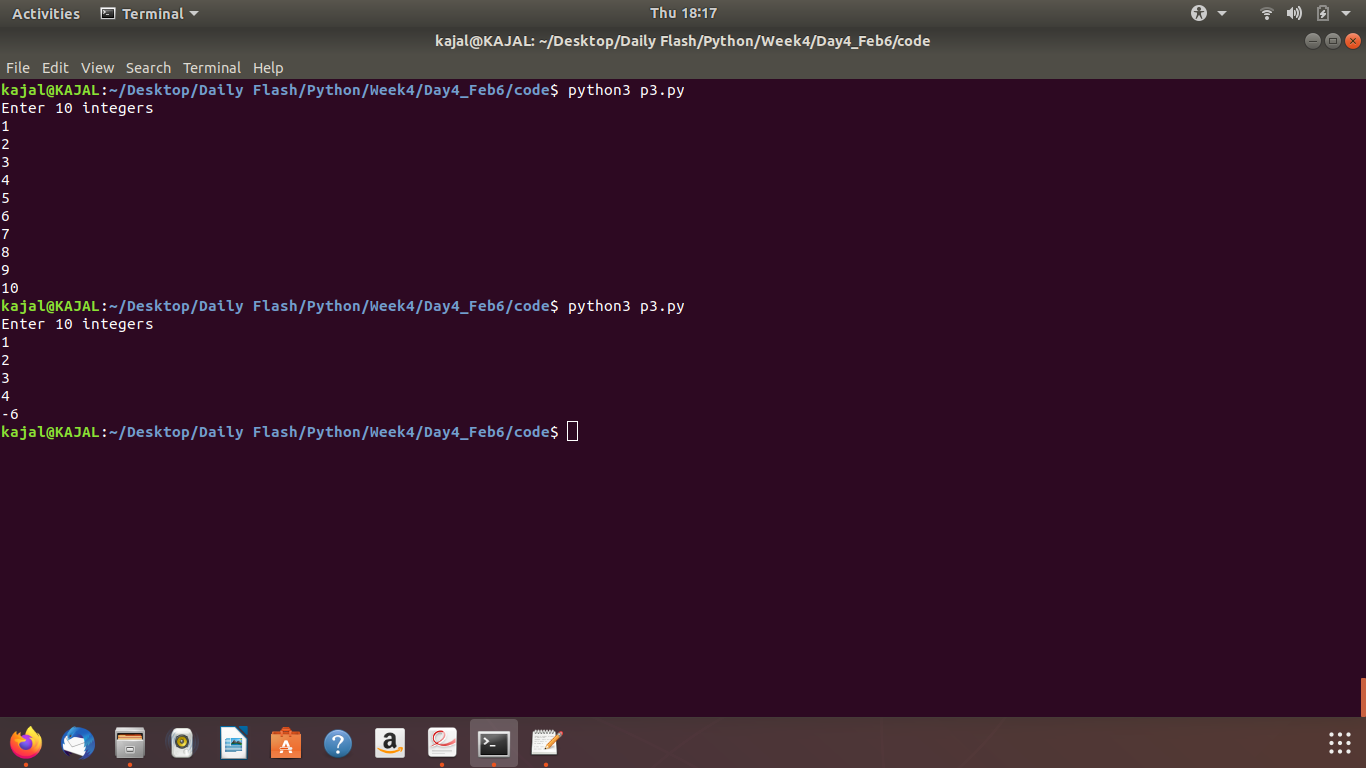 Activities Terminal Thu 18:17
kajal@KAJAL: ~/Desktop/Daily Flash/Python/Week4/Day4_Feb6/code
File Edit View Search Terminal Help
kajal@KAJAL:~/Desktop/Daily Flash/Python/Week4/Day4_Feb6/code$ python3 p3.py
Enter 10 integers
1
2
3
4
5
6
7
8
9
10
kajal@KAJAL:~/Desktop/Daily Flash/Python/Week4/Day4_Feb6/code$ python3 p3.py
Enter 10 integers
1
2
3
4
-6
kajal@KAJAL:~/Desktop/Daily Flash/Python/Week4/Day4_Feb6/code$